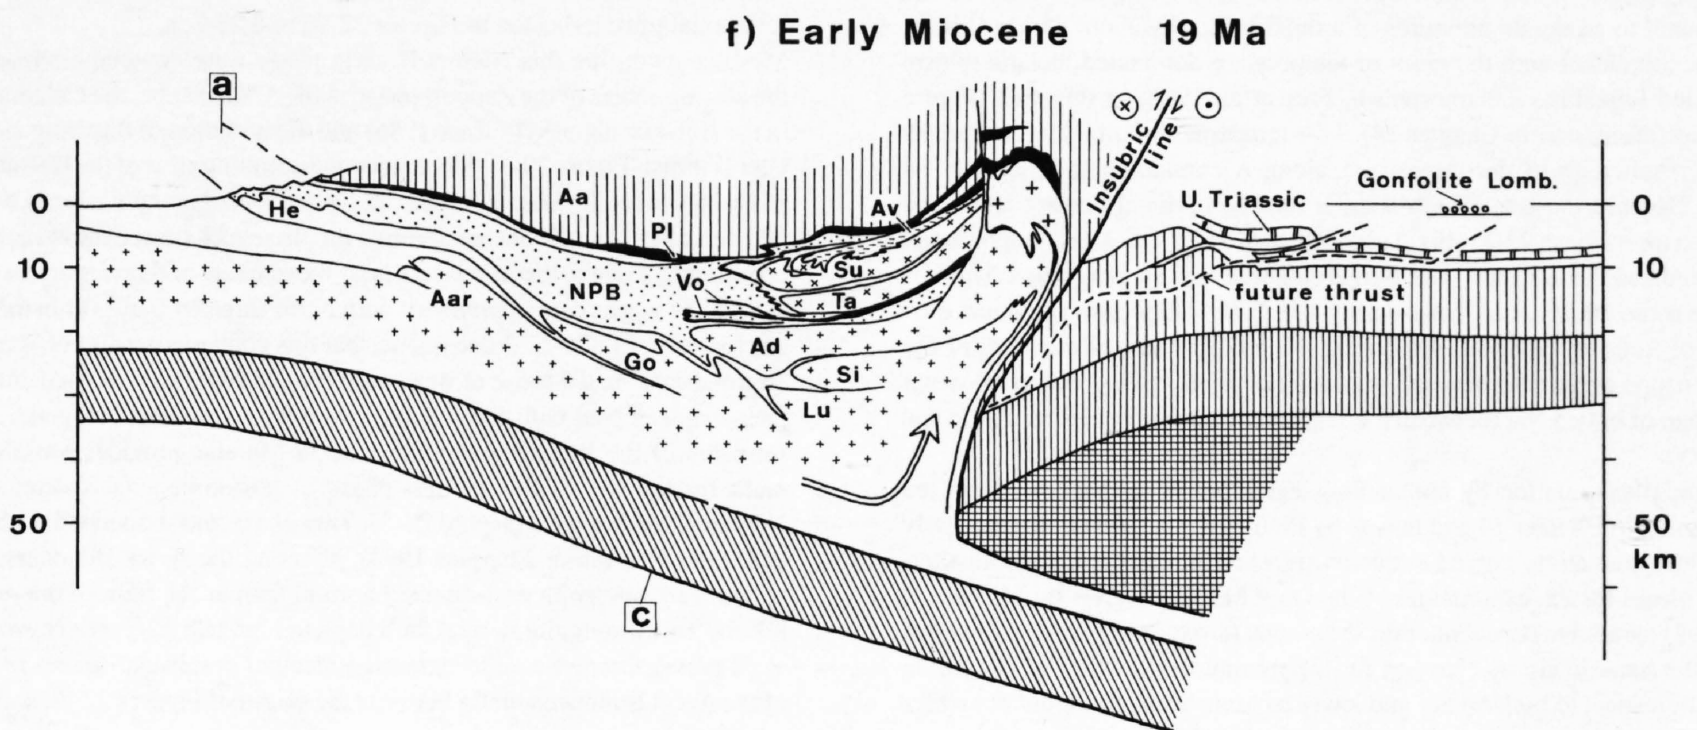 f) Early Miocene 19 Ma
a
Insubric
line
U. Triassic
Gonfolite Lomb.
0
He
Aa
Av
Pl
0
10
Aar
NPB
Vo
Su
Ta
future thrust
10
Go
Ad
Si
Lu
50
50
km
c